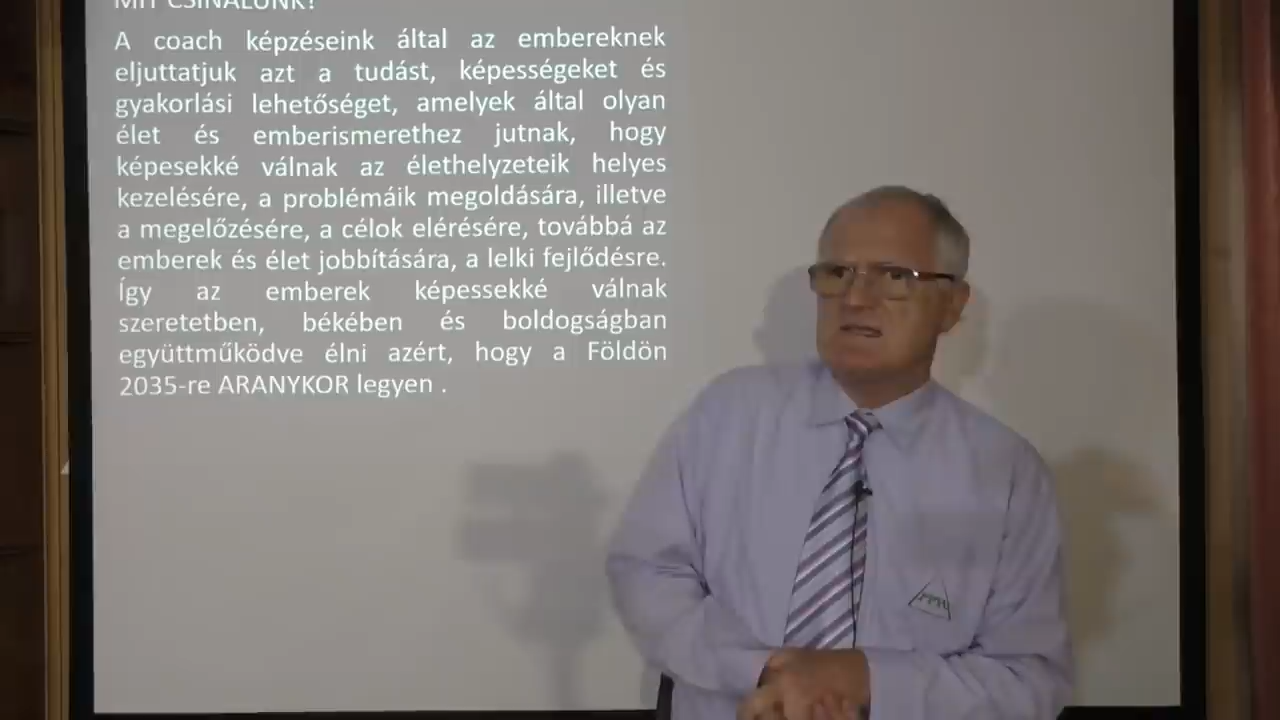 MIT CSINÁLUNK?
A coach képzéseink által az embereknek
eljuttatjuk azt a tudást, képességeket és
gyakorlási lehetőséget, amelyek által olyan
élet és emberismerethez jutnak, hogy
képesekké válnak az élethelyzeteik helyes
kezelésére, a problémáik megoldására, illetve
a megelőzésére, a célok elérésére, továbbá az
emberek és élet jobbítására, a lelki fejlődésre.
Így az emberek képessekké válnak
szeretetben, békében és boldogságban
együttműködve élni azért, hogy a Földön
2035-re ARANYKOR legyen .